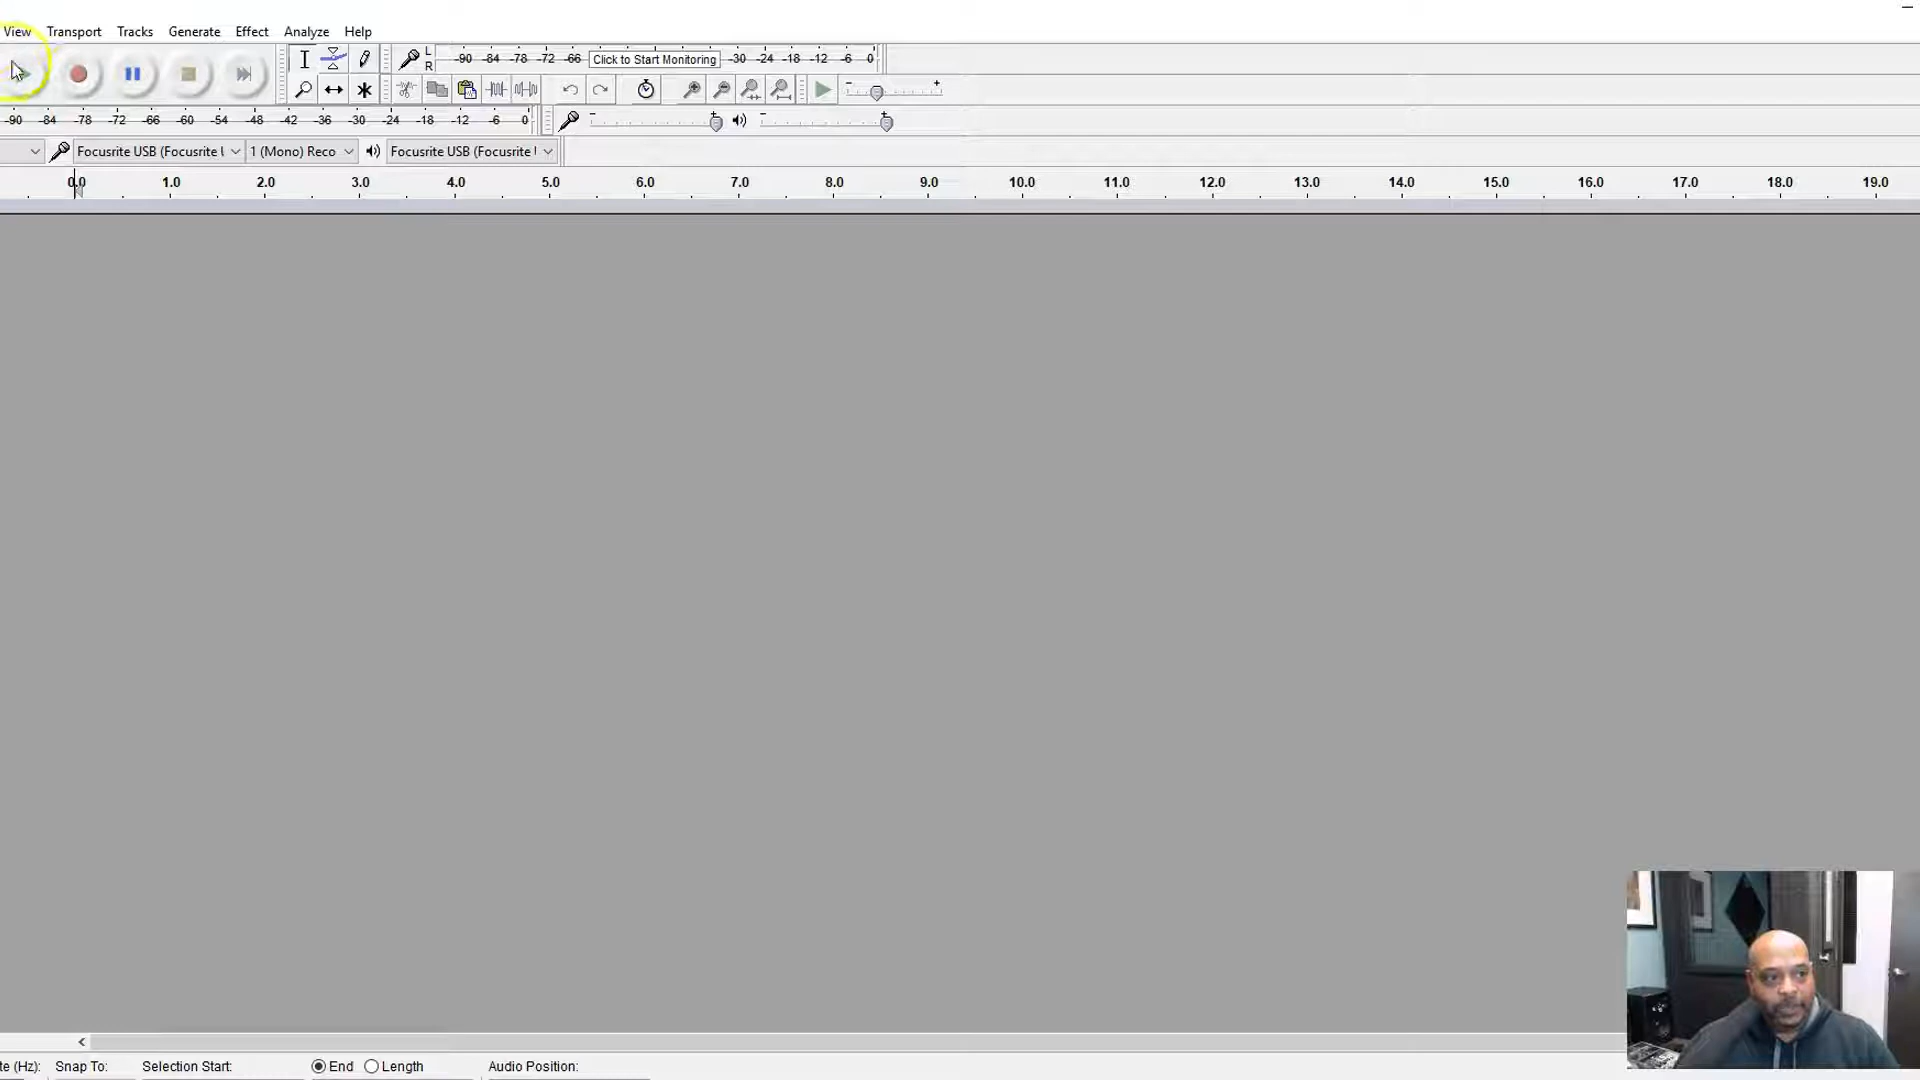 View Transport Tracks Generate Effect Analyze Help
L -90 -84 -78 -72 -66 Click to Start Monitoring -30 -24 -18 -12 -6 0
R
- +
-90 -84 -78 -72 -66 -60 -54 -48 -42 -36 -30 -24 -18 -12 -6 0 - + - +
Focusrite USB (Focusrite 1 (Mono) Reco Focusrite USB (Focusrite
0.0 1.0 2.0 3.0 4.0 5.0 6.0 7.0 8.0 9.0 10.0 11.0 12.0 13.0 14.0 15.0 16.0 17.0 18.0 19.0
te (Hz): Snap To: Selection Start: End Length Audio Position: